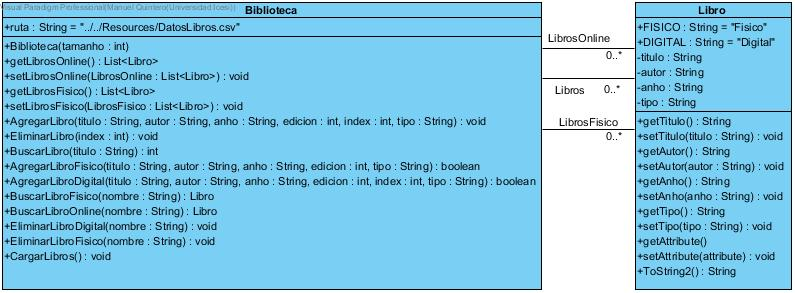 Visual Paradigm Professional(Manuel Quintero(Universidad Icesi))
Biblioteca
+ruta : String = "../../Resources/DatosLibros.csv"
+Biblioteca(tamanho : int)
+getLibrosOnline() : List<Libro>
+setLibrosOnline(LibrosOnline : List<Libro>) : void
+getLibrosFisico() : List<Libro>
+setLibrosFisico(LibrosFisico : List<Libro>) : void
+AgregarLibro(titulo : String, autor : String, anho : String, edicion : int, index : int, tipo : String) : void
+EliminarLibro(index : int) : void
+BuscarLibro(titulo : String) : int
+AgregarLibroFisico(titulo : String, autor : String, anho : String, edicion : int, tipo : String) : boolean
+AgregarLibroDigital(titulo : String, autor : String, anho : String, edicion : int, index : int, tipo : String) : boolean
+BuscarLibroFisico(nombre : String) : Libro
+BuscarLibroOnline(nombre : String) : Libro
+EliminarLibroDigital(nombre : String) : void
+EliminarLibroFisico(nombre : String) : void
+CargarLibros() : void
LibrosOnline
0..*
Libros 0..*
LibrosFisico
0..*
Libro
+FISICO : String = "Fisico"
+DIGITAL : String = "Digital"
-titulo : String
-autor : String
-anho : String
-tipo : String
+getTitulo() : String
+setTitulo(titulo : String) : void
+getAutor() : String
+setAutor(autor : String) : void
+getAnho() : String
+setAnho(anho : String) : void
+getTipo() : String
+setTipo(tipo : String) : void
+getAttribute()
+setAttribute(attribute) : void
+ToString2() : String